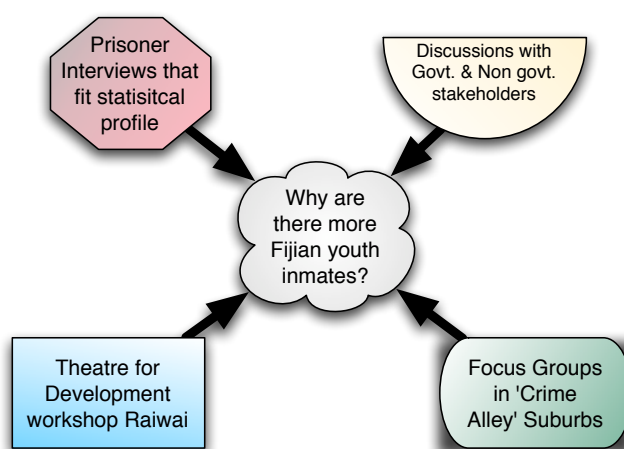 Prisoner
Interviews that
fit statisitcal
profile
Discussions with
Govt. & Non govt.
stakeholders
Why are
there more
Fijian youth
inmates?
Theatre for
Development
workshop Raiwai
Focus Groups
in 'Crime
Alley' Suburbs